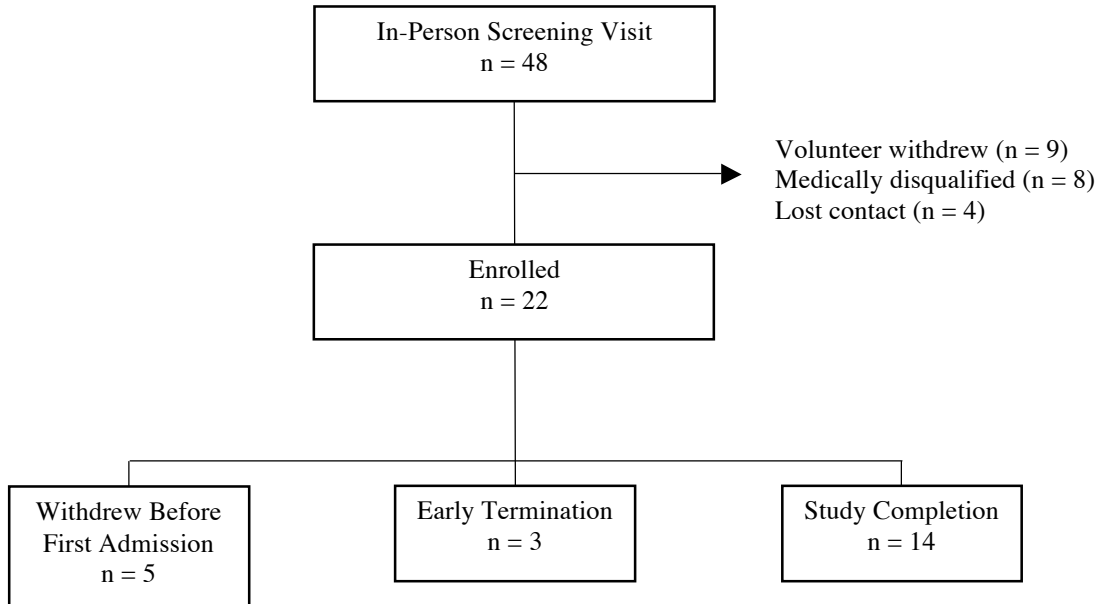 In-Person Screening Visit
n = 48
Volunteer withdrew (n = 9)
Medically disqualified (n = 8)
Lost contact (n = 4)
Enrolled
n = 22
Withdrew Before
First Admission
n = 5
Early Termination
n = 3
Study Completion
n = 14